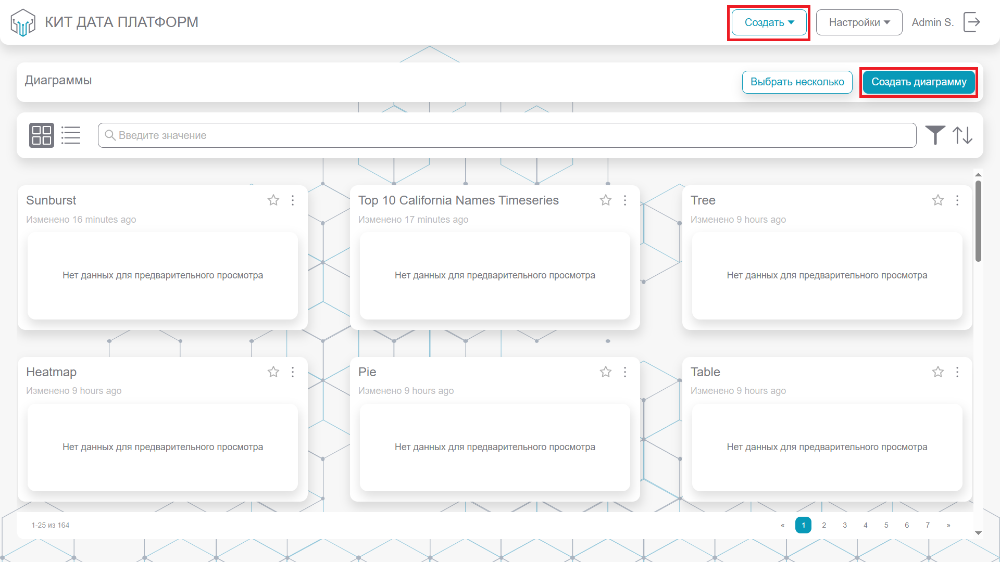 КИТ ДАТА ПЛАТФОРМ
Создать
Настройки
Admin S.
Диаграммы
Выбрать несколько
Создать диаграмму
Введите значение
Sunburst
Изменено 16 minutes ago
Нет данных для предварительного просмотра
Top 10 California Names Timeseries
Изменено 17 minutes ago
Нет данных для предварительного просмотра
Tree
Изменено 9 hours ago
Нет данных для предварительного просмотра
Heatmap
Изменено 9 hours ago
Нет данных для предварительного просмотра
Pie
Изменено 9 hours ago
Нет данных для предварительного просмотра
Table
Изменено 9 hours ago
Нет данных для предварительного просмотра
1-25 из 164
« 1 2 3 4 5 6 7 »